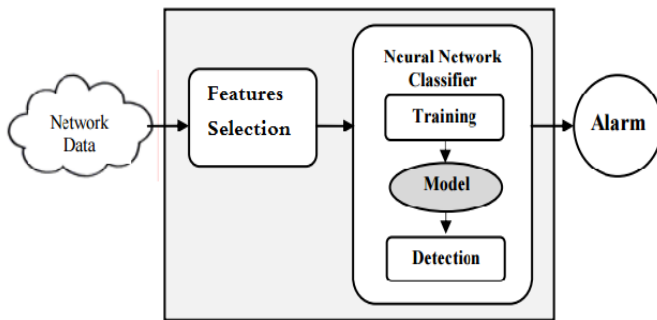 Network
Data
Features
Selection
Neural Network
Classifier
Training
Model
Detection
Alarm